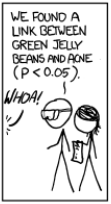 WE FOUND A
LINK BETWEEN
GREEN JELLY
BEANS AND ACNE
(P < 0.05).
WHOA!